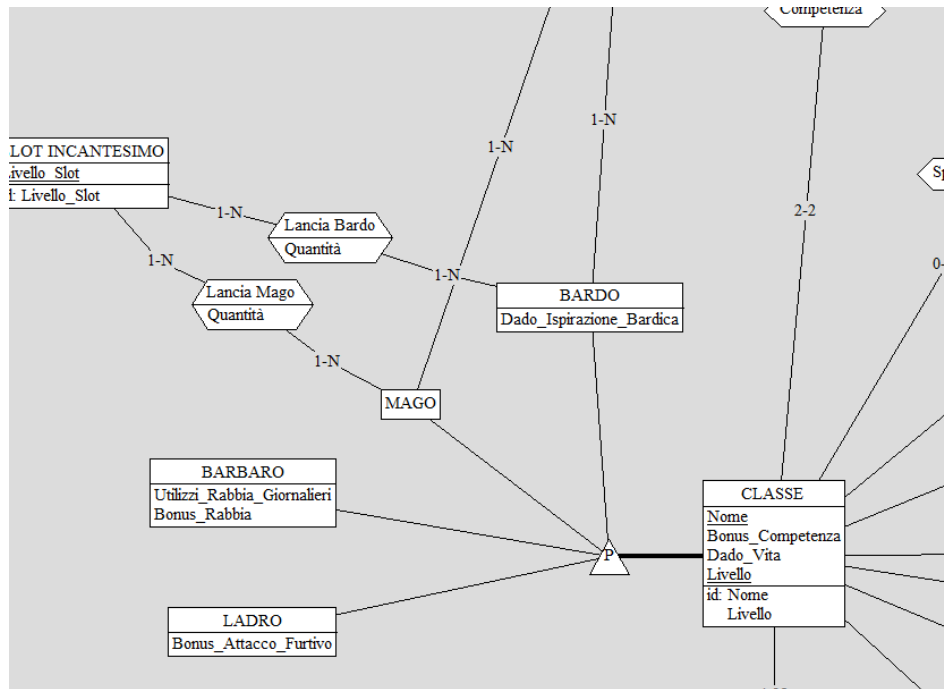 Competenza
1-N
1-N
LOT INCANTESIMO
Livello_Slot
d: Livello_Slot
2-2
1-N
Lancia Bardo
Quantità
1-N
1-N
Lancia Mago
Quantità
BARDO
Dado_Ispirazione_Bardica
1-N
MAGO
BARBARO
Utilizzi_Rabbia_Giornalieri
Bonus_Rabbia
CLASSE
Nome
Bonus_Competenza
Dado_Vita
Livello
id: Nome
Livello
P
LADRO
Bonus_Attacco_Furtivo